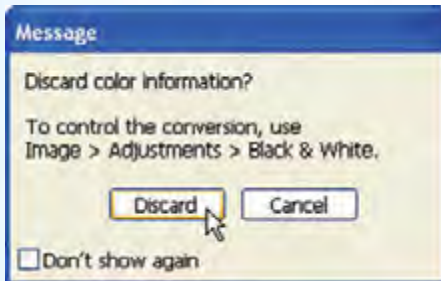 Message
Discard color information?
To control the conversion, use
Image > Adjustments > Black & White.
Discard
Cancel
Don't show again